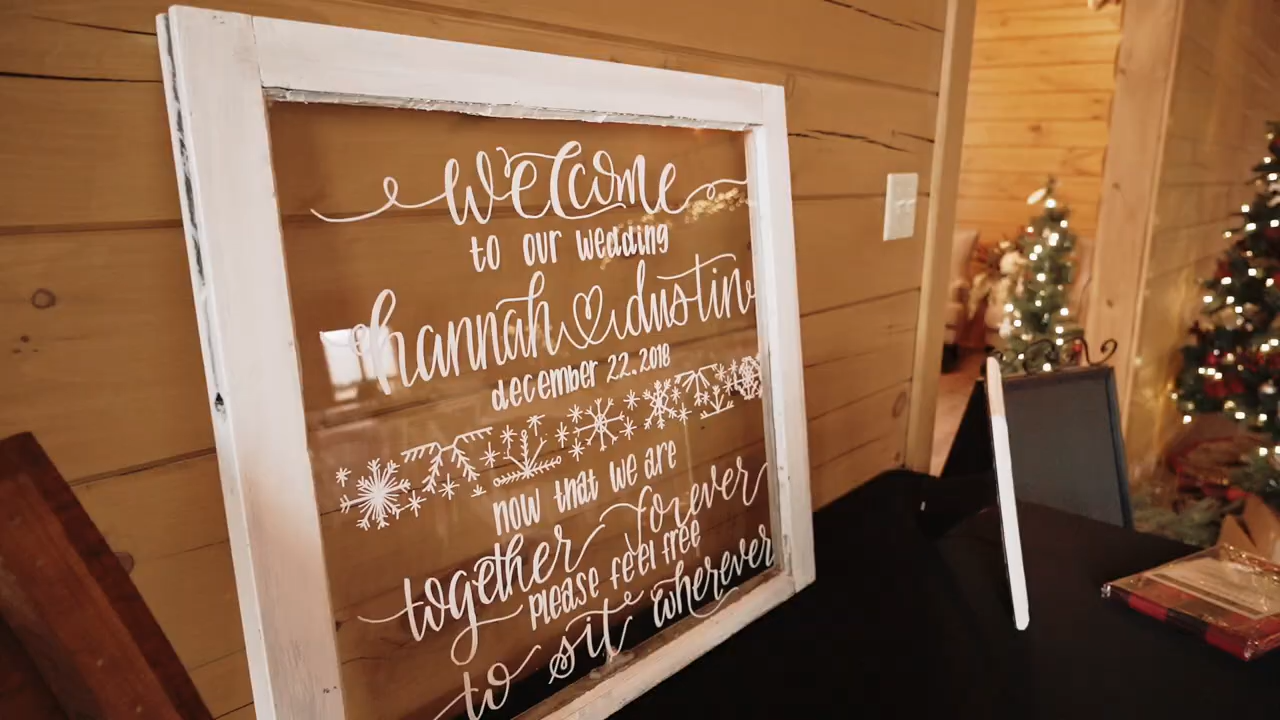 welcome
to our wedding
hannah dustin
december 22.2018
now that we are
together forever
please feel free
to sit wherever